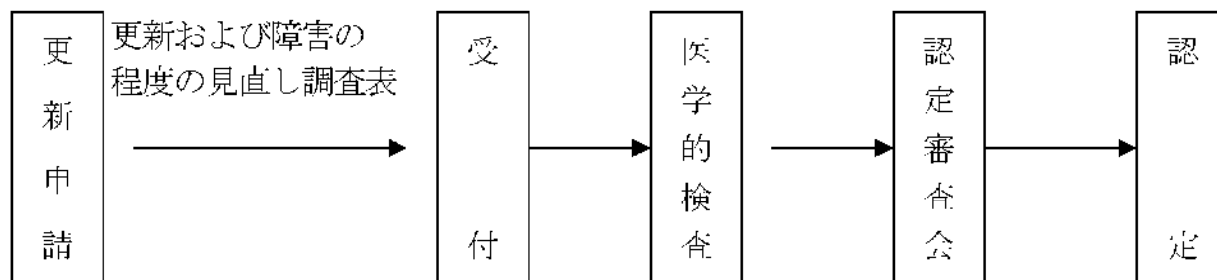 更新申請
更新および障害の
程度の見直し調査表
受付
医学的検査
認定審査会
認定